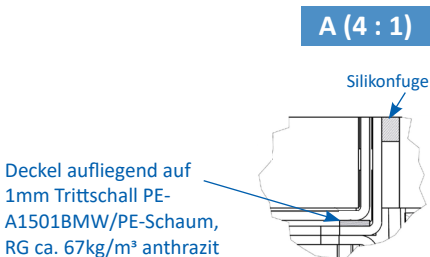 A (4 : 1)
Silikonfuge
Deckel aufliegend auf
1mm Trittschall PE-
A1501BMW/PE-Schaum,
RG ca. 67kg/m³ anthrazit